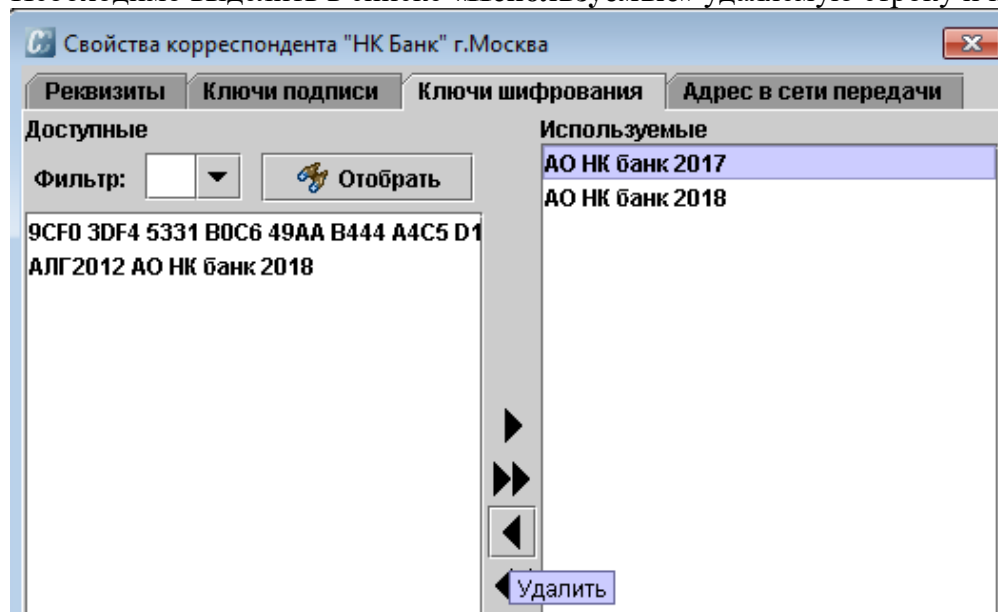 Свойства корреспондента "НК Банк" г.Москва
Реквизиты Ключи подписи Ключи шифрования Адрес в сети передачи
Доступные
Фильтр: Отобрать
9CF0 3DF4 5331 B0C6 49AA B444 A4C5 D1
АЛГ2012 АО НК банк 2018
Используемые
АО НК банк 2017
АО НК банк 2018
Удалить